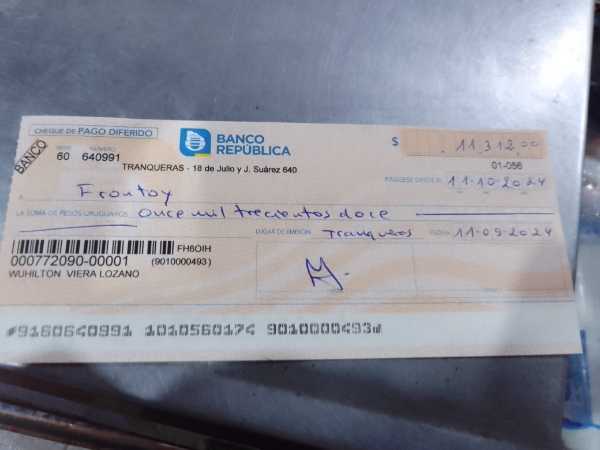 CHEQUE DE PAGO DIFERIDO
BANCO
SERIE NÚMERO
60 640991
BANCO
REPÚBLICA
TRANQUERAS - 18 de Julio y J. Suárez 640
$ 11.312.00
01-056
PAGUESE DESDE EL 11-10-2024
A Frontoy
LA SUMA DE PESOS URUGUAYOS Once mil trecientos doce
LUGAR DE EMISIÓN Tranqueras FECHA 11-09-2024
FH6OIH
000772090-00001 (9010000493)
WUHILTON VIERA LOZANO
9160640991 1010560174 9010000493